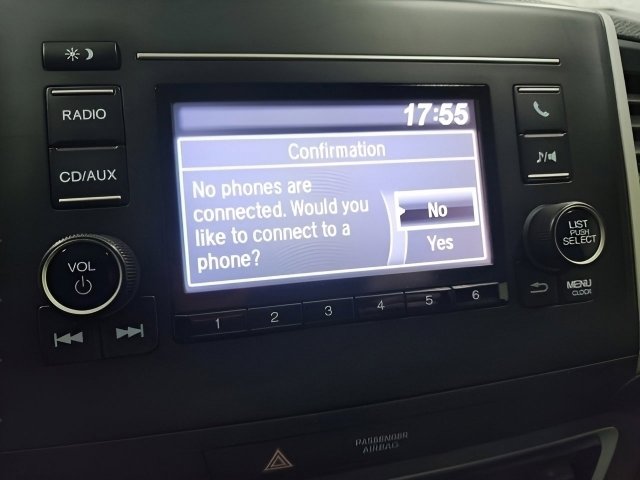 17:55
RADIO
CD/AUX
VOL
Confirmation
No phones are
connected. Would you
like to connect to a
phone?
No
Yes
LIST
PUSH
SELECT
MENU
CLOCK
1 2 3 4 5 6
PASSENGER
AIRBAG